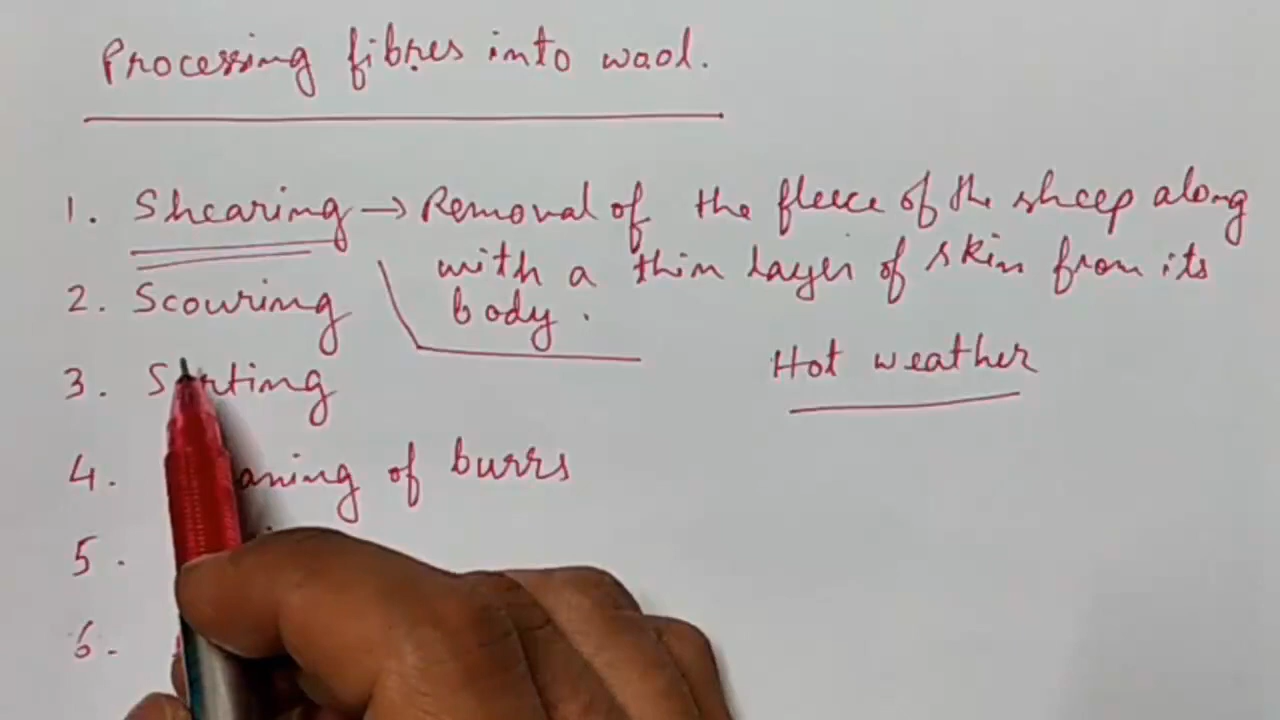 Processing fibres into wool.
1. Shearing → Removal of the fleece of the sheep along
with a thin layer of skin from its
body.
2. Scouring
Hot weather
3. Sorting
4. of burrs
5.
6.